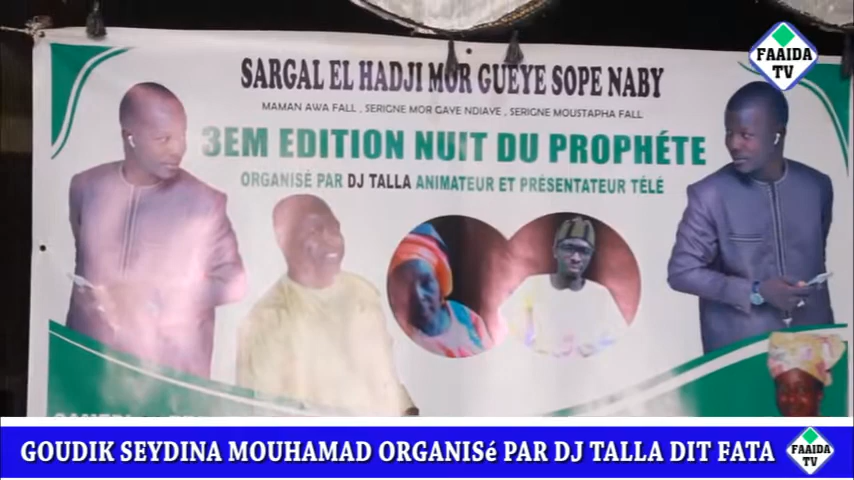 SARGAL EL HADJI MOR GUEYE SOPE NABY
FAAIDA
TV
MAMAN AWA FALL , SERIGNE MOR GAYE NDIAYE , SERIGNE MOUSTAPHA FALL
3EM EDITION NUIT DU PROPHÉTE
ORGANISÉ PAR DJ TALLA ANIMATEUR ET PRÉSENTATEUR TÉLÉ
GOUDIK SEYDINA MOUHAMAD ORGANISé PAR DJ TALLA DIT FATA
FAAIDA
TV